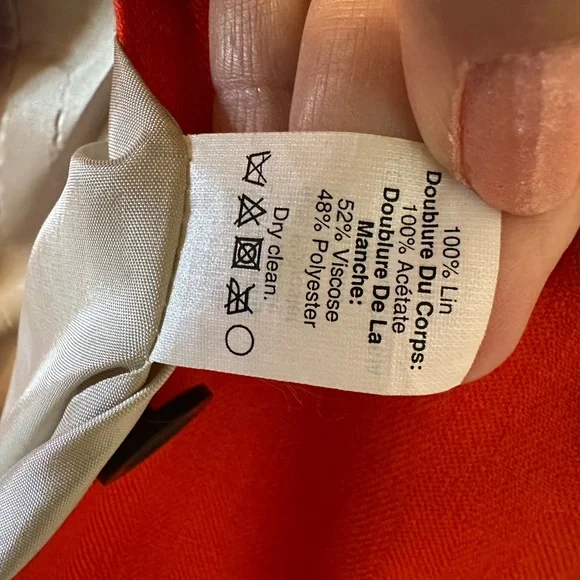 100% Lin
Doublure Du Corps:
100% Acétate
Doublure De La
Manche:
52% Viscose
48% Polyester
Dry clean.